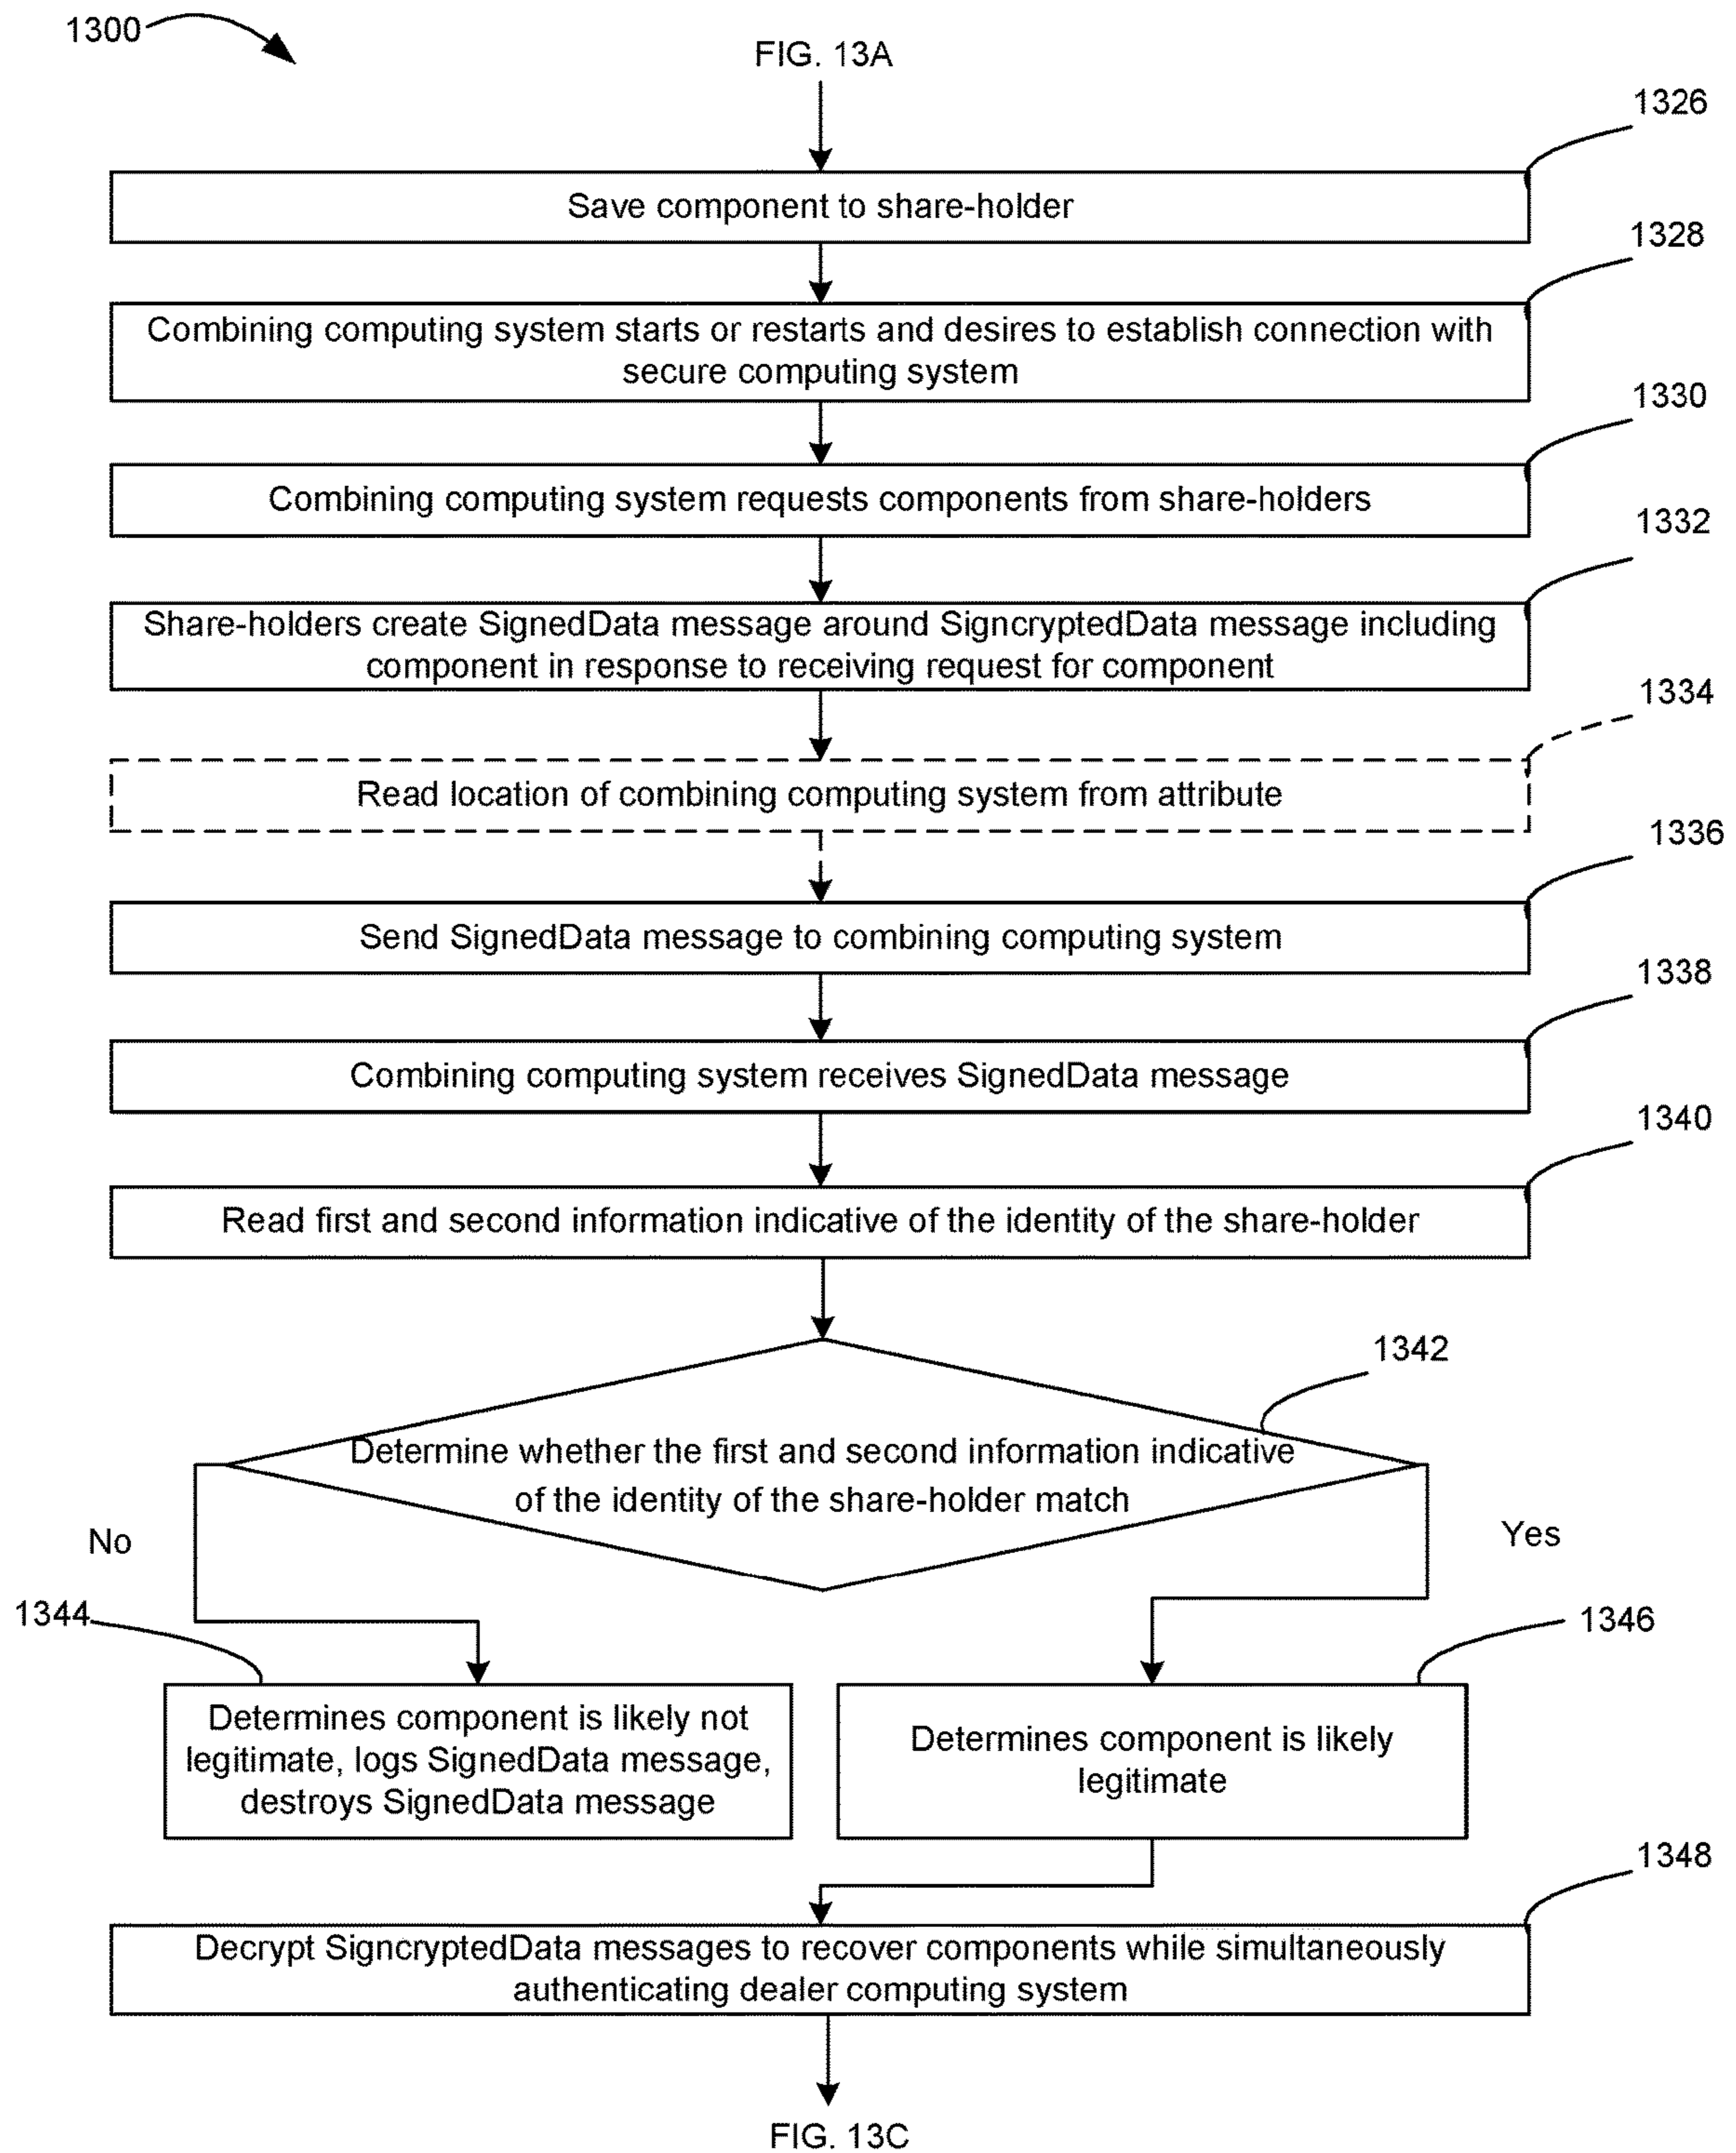 1300
FIG. 13A
1326
Save component to share-holder
1328
Combining computing system starts or restarts and desires to establish connection with
secure computing system
1330
Combining computing system requests components from share-holders
1332
Share-holders create SignedData message around SigncryptedData message including
component in response to receiving request for component
1334
Read location of combining computing system from attribute
1336
Send SignedData message to combining computing system
1338
Combining computing system receives SignedData message
1340
Read first and second information indicative of the identity of the share-holder
1342
Determine whether the first and second information indicative
of the identity of the share-holder match
No
Yes
1344
1346
Determines component is likely not
legitimate, logs SignedData message,
destroys SignedData message
Determines component is likely
legitimate
1348
Decrypt SigncryptedData messages to recover components while simultaneously
authenticating dealer computing system
FIG. 13C